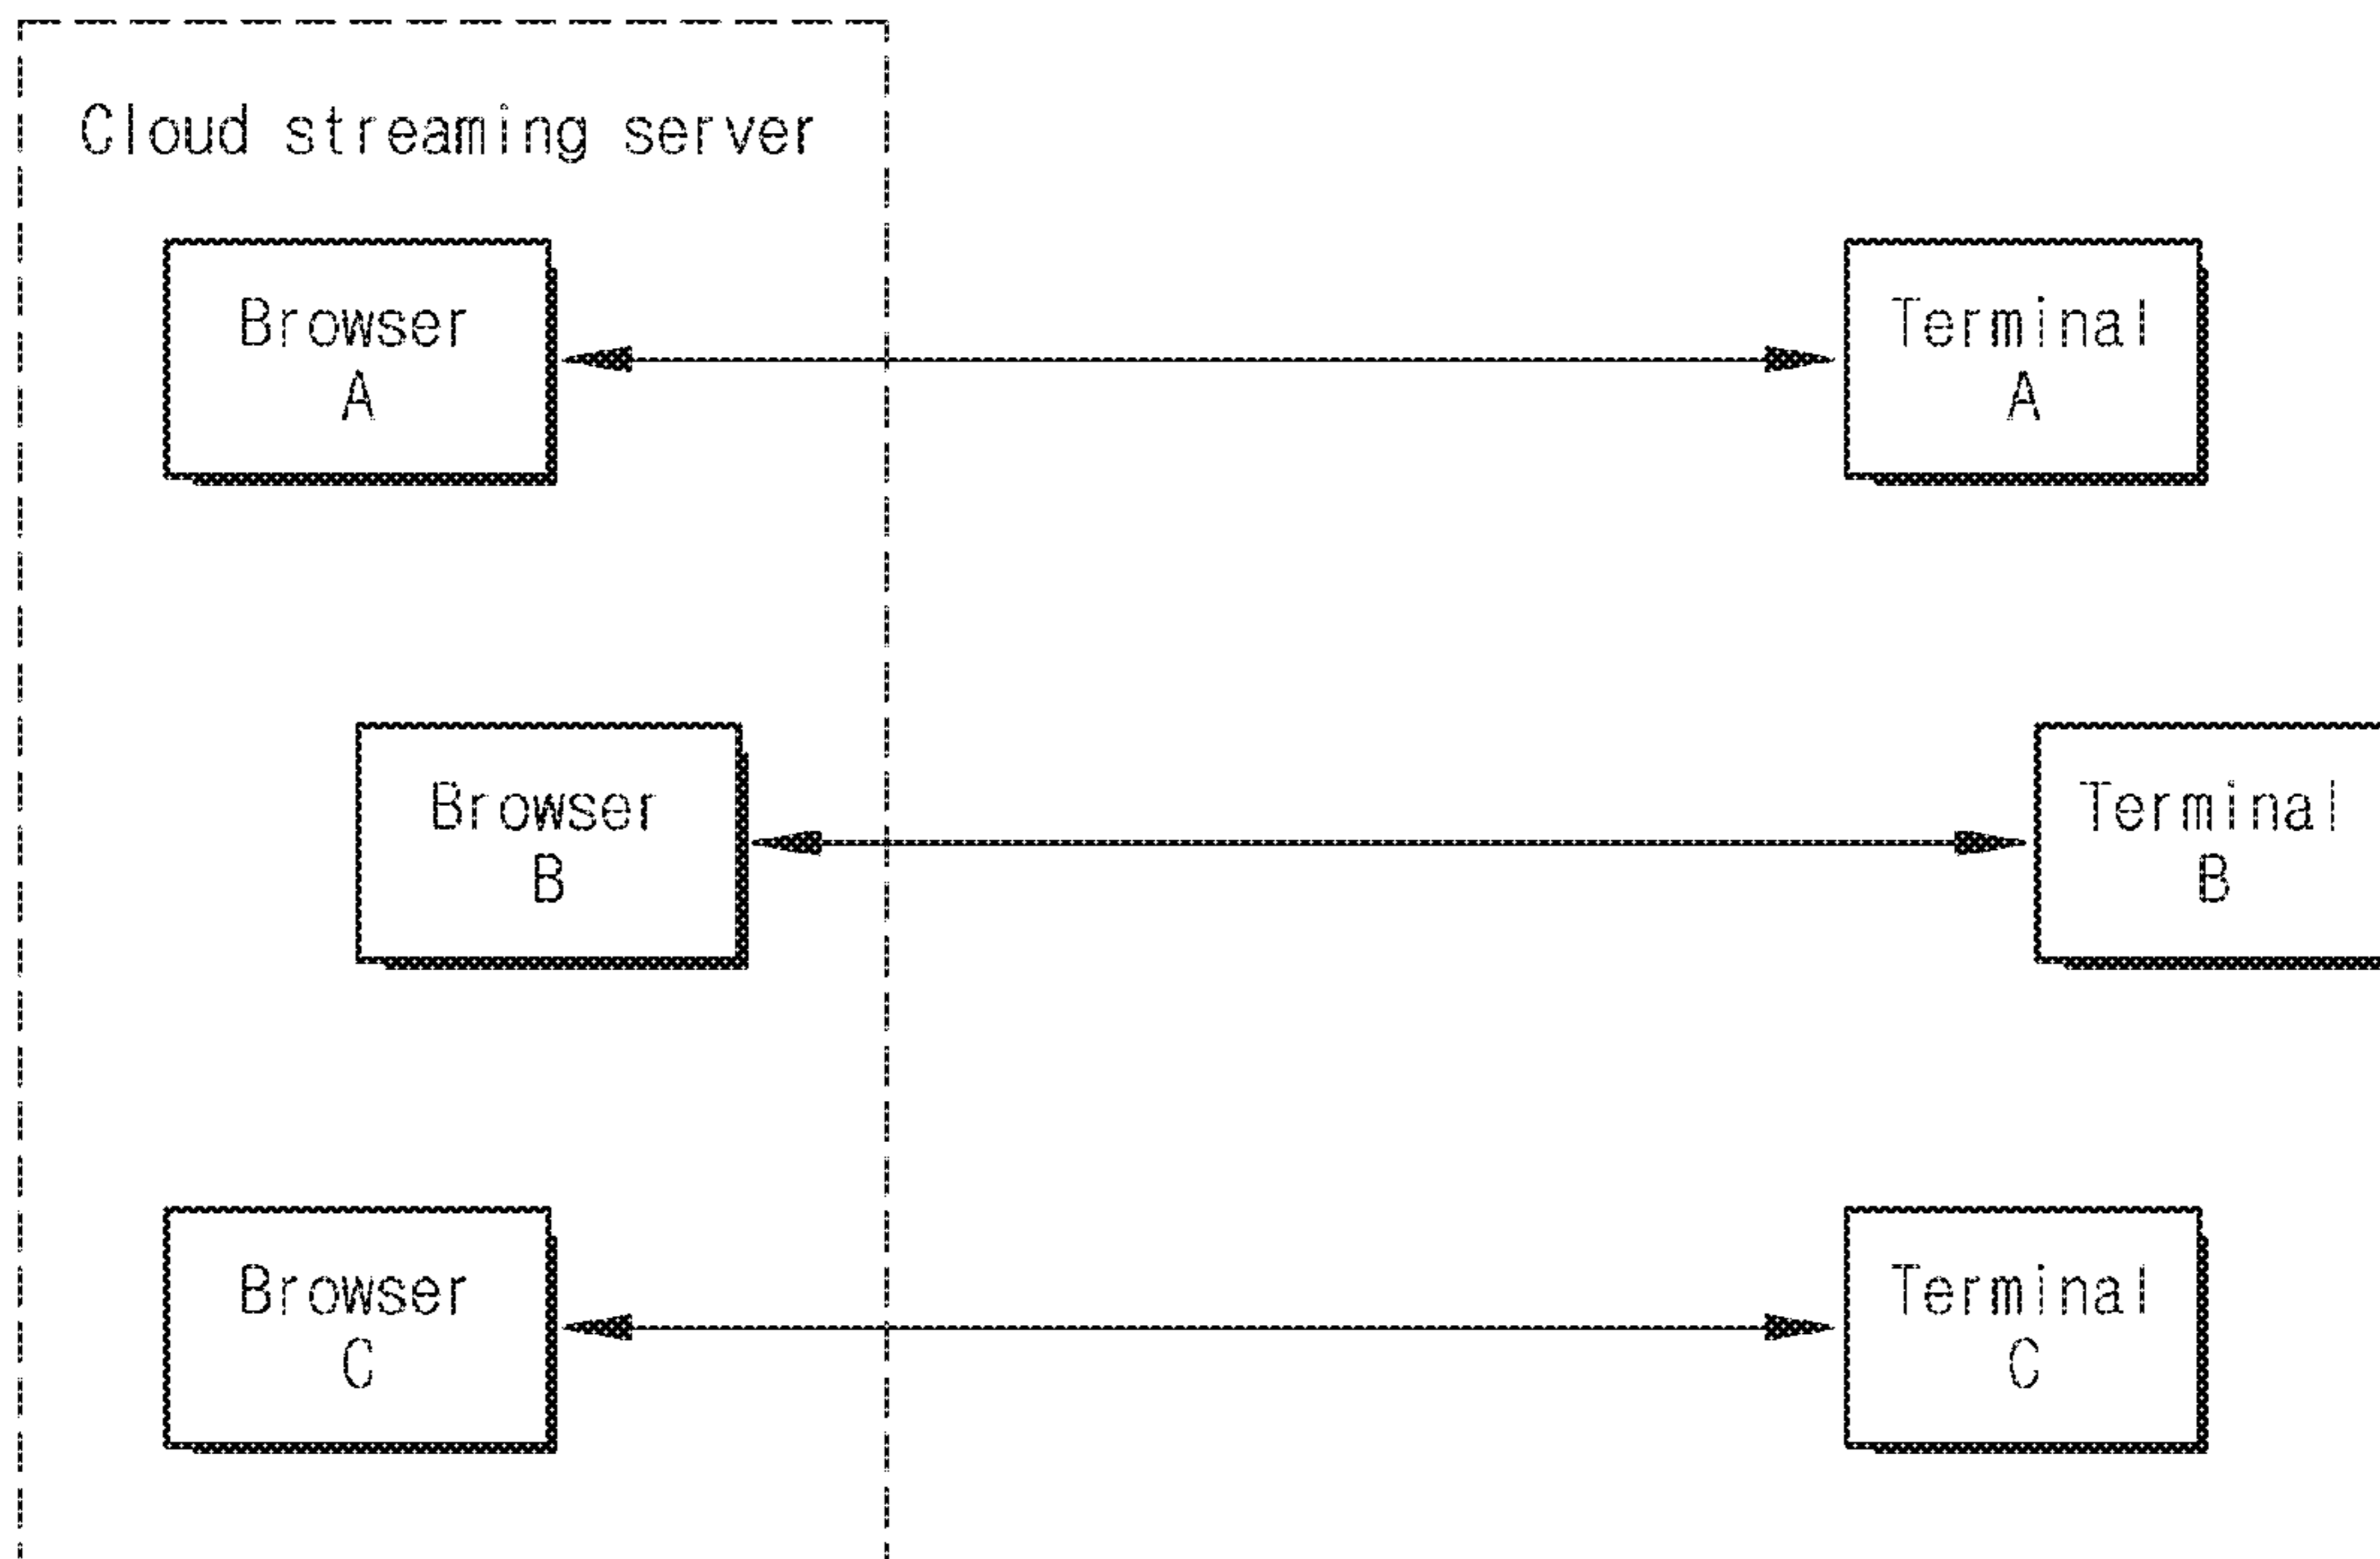 Cloud streaming server
Browser
A
Terminal
A
Browser
B
Terminal
B
Browser
C
Terminal
C